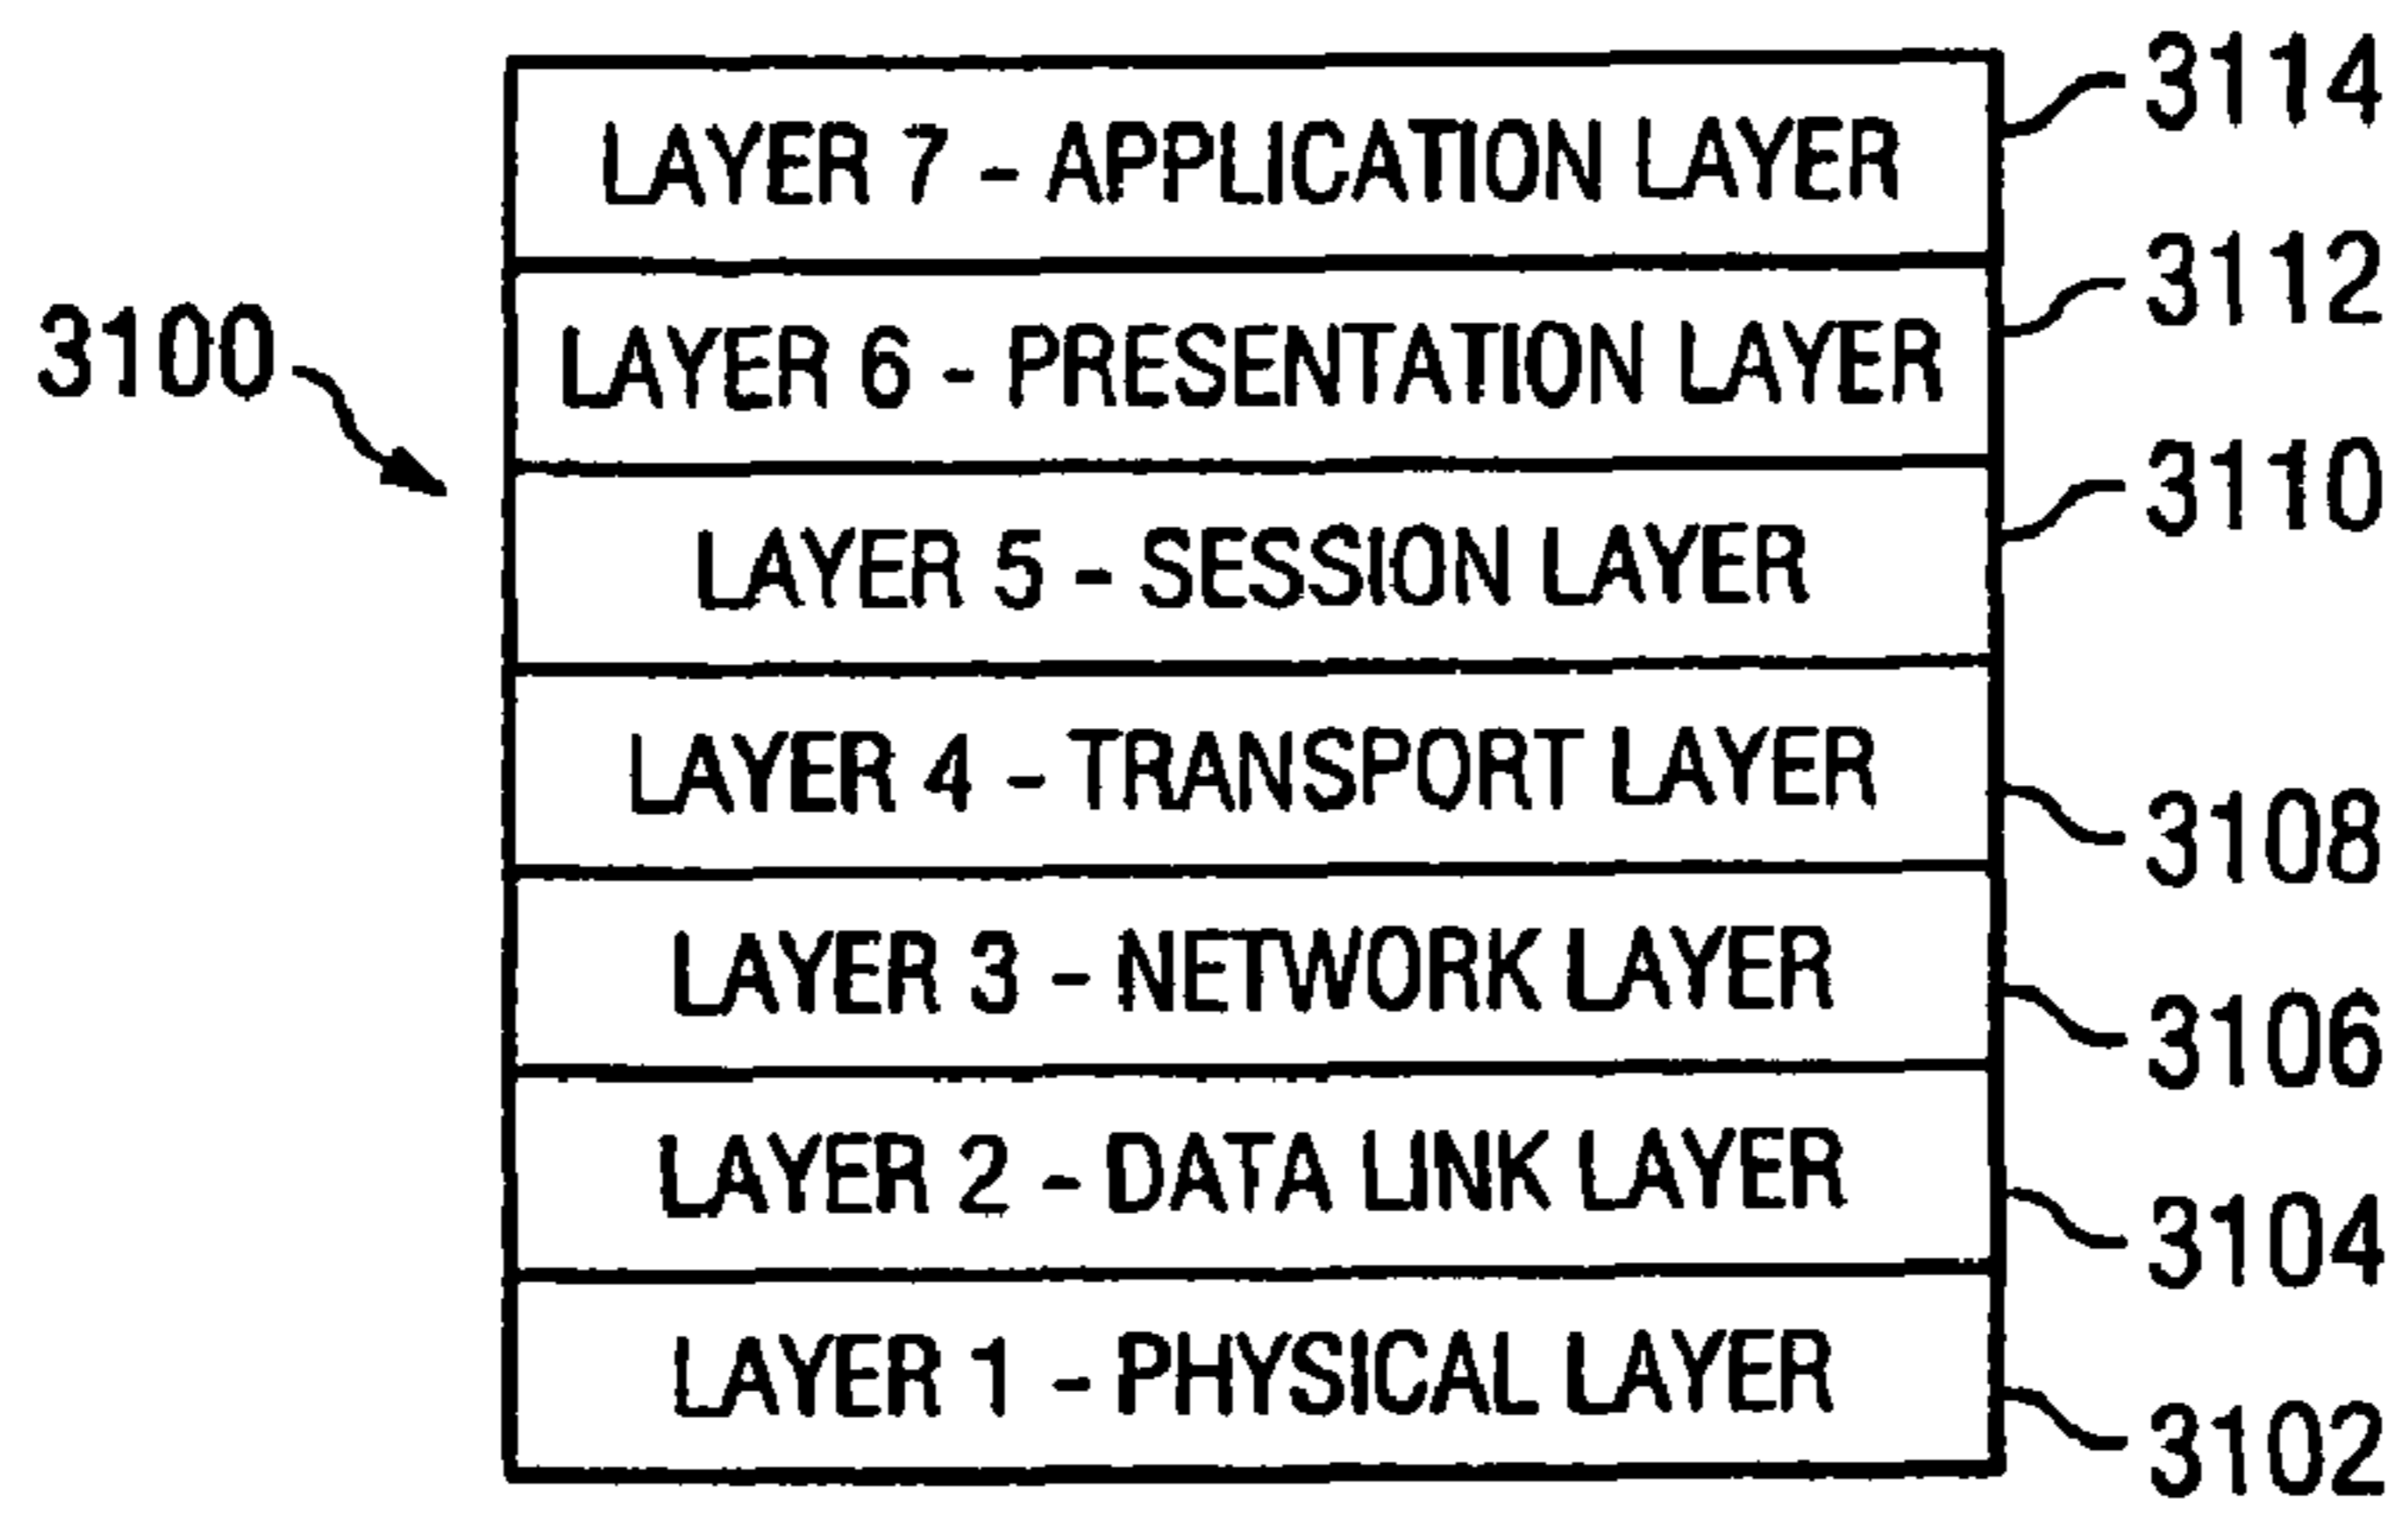 3114
LAYER 7 - APPLICATION LAYER
3112
LAYER 6 - PRESENTATION LAYER
3100
3110
LAYER 5 - SESSION LAYER
LAYER 4 - TRANSPORT LAYER
3108
LAYER 3 - NETWORK LAYER
3106
LAYER 2 - DATA LINK LAYER
3104
LAYER 1 - PHYSICAL LAYER
3102